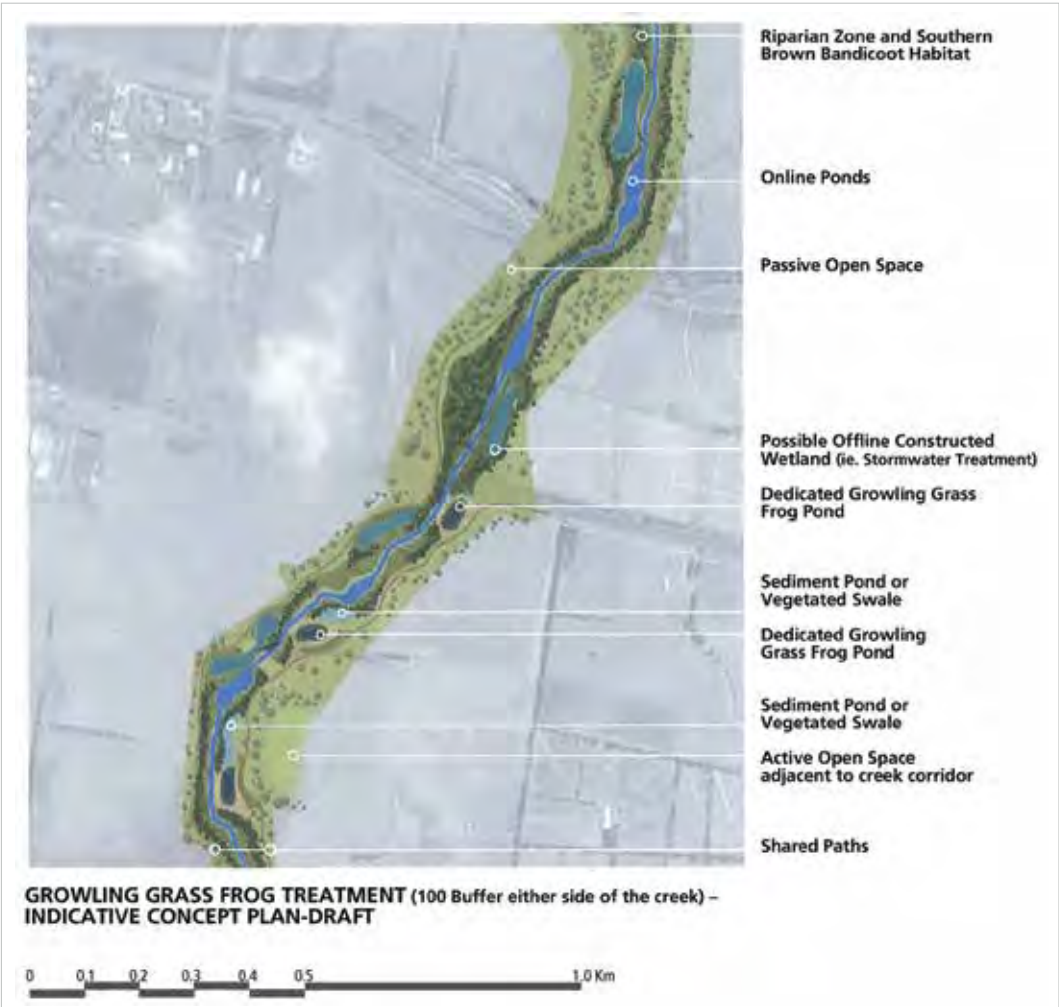 Riparian Zone and Southern
Brown Bandicoot Habitat
Online Ponds
Passive Open Space
Possible Offline Constructed
Wetland (ie. Stormwater Treatment)
Dedicated Growling Grass
Frog Pond
Sediment Pond or
Vegetated Swale
Dedicated Growling
Grass Frog Pond
Sediment Pond or
Vegetated Swale
Active Open Space
adjacent to creek corridor
Shared Paths
GROWLING GRASS FROG TREATMENT (100 Buffer either side of the creek) –
INDICATIVE CONCEPT PLAN-DRAFT
0 0.1 0.2 0.3 0.4 0.5 1.0 Km